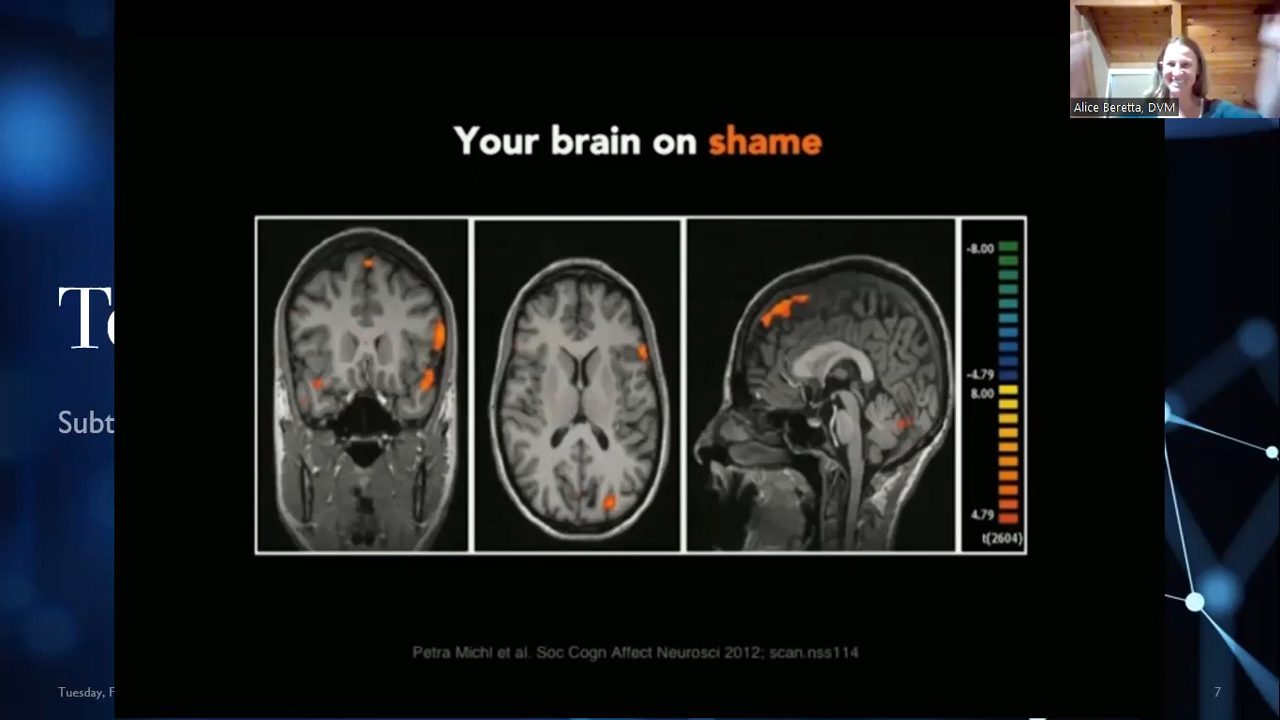 Alice Beretta, DVM
Your brain on shame
-8.00
-4.79
8.00
4.79
t(2604)
Te
Subt
Petra Michl et al. Soc Cogn Affect Neurosci 2012; scan.nss114
Tuesday, F
7